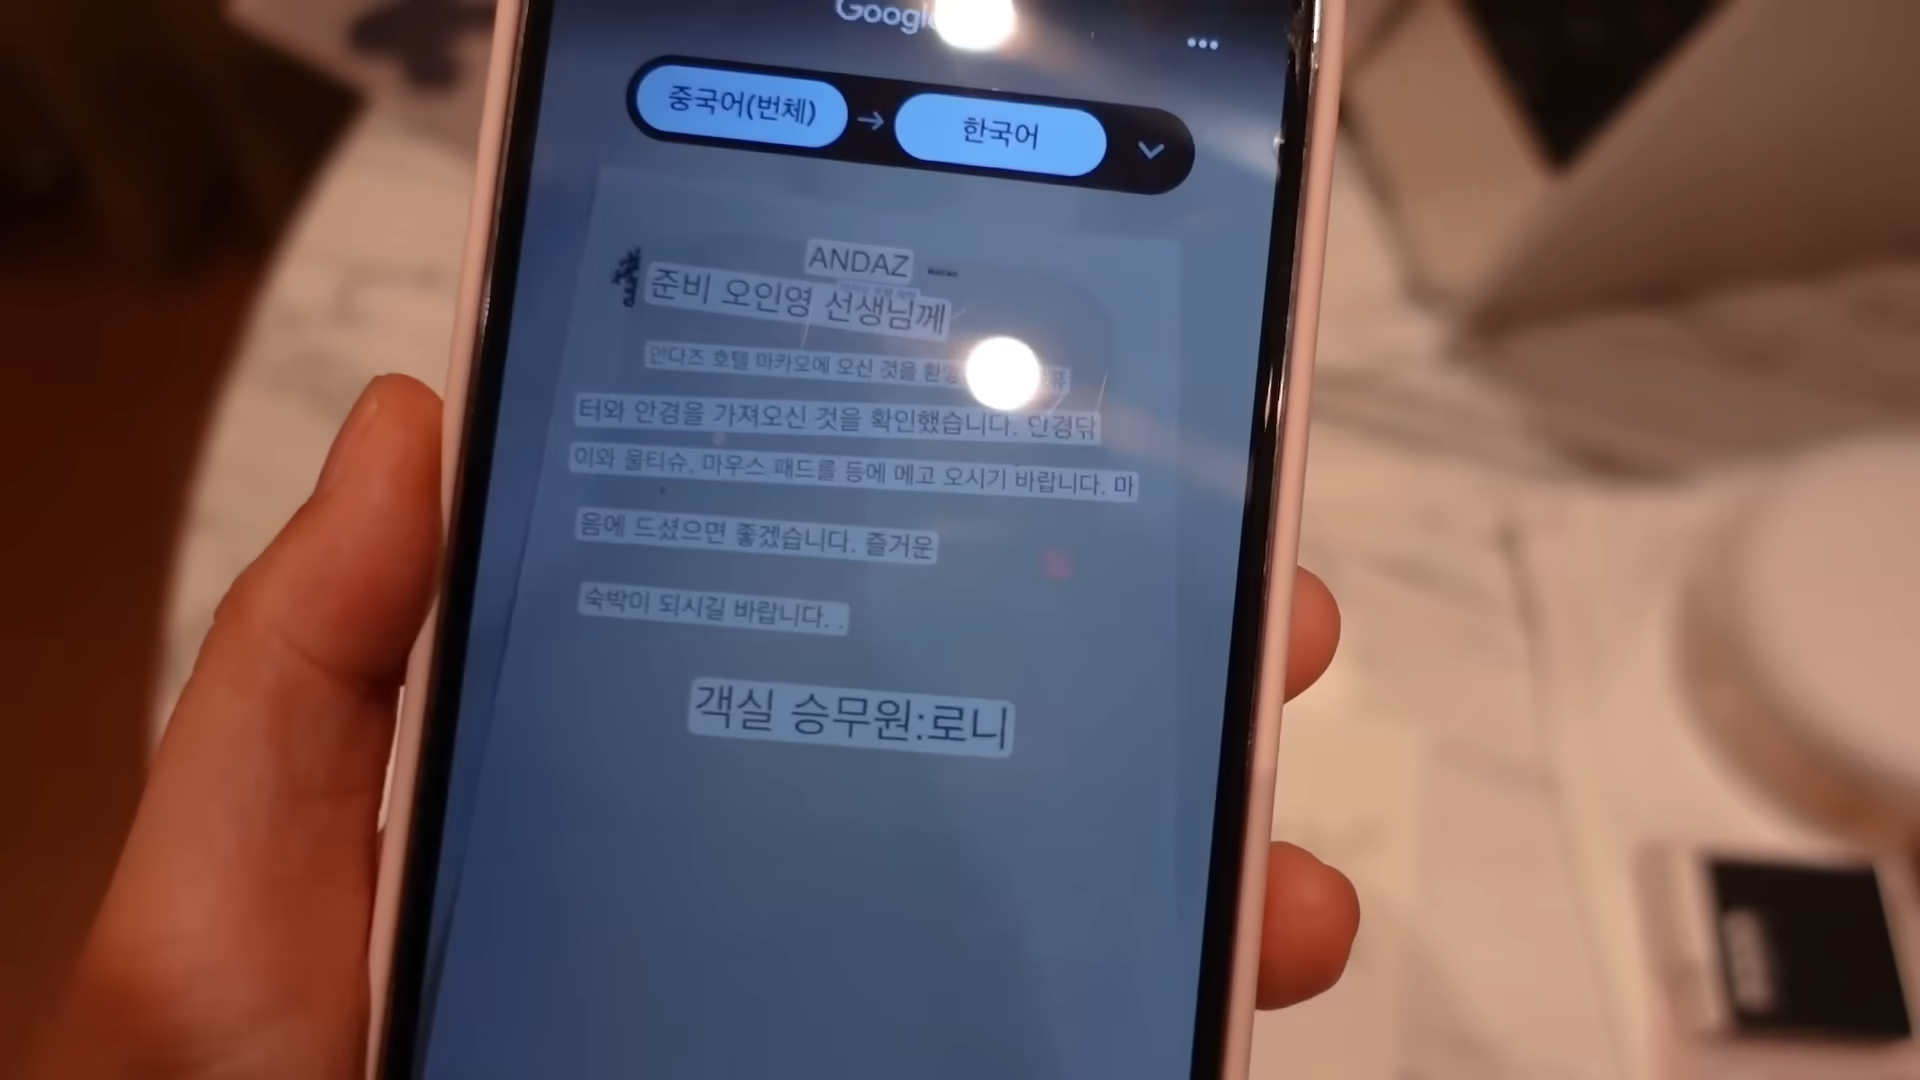 Google
중국어(번체) → 한국어
ANDAZ
준비 오인영 선생님께
안다즈 호텔 마카오에 오신 것을
터와 안경을 가져오신 것을 확인했습니다. 안경닦
이와 물티슈, 마우스 패드를 등에 메고 오시기 바랍니다. 마
음에 드셨으면 좋겠습니다. 즐거운
숙박이 되시길 바랍니다. .
객실 승무원:로니